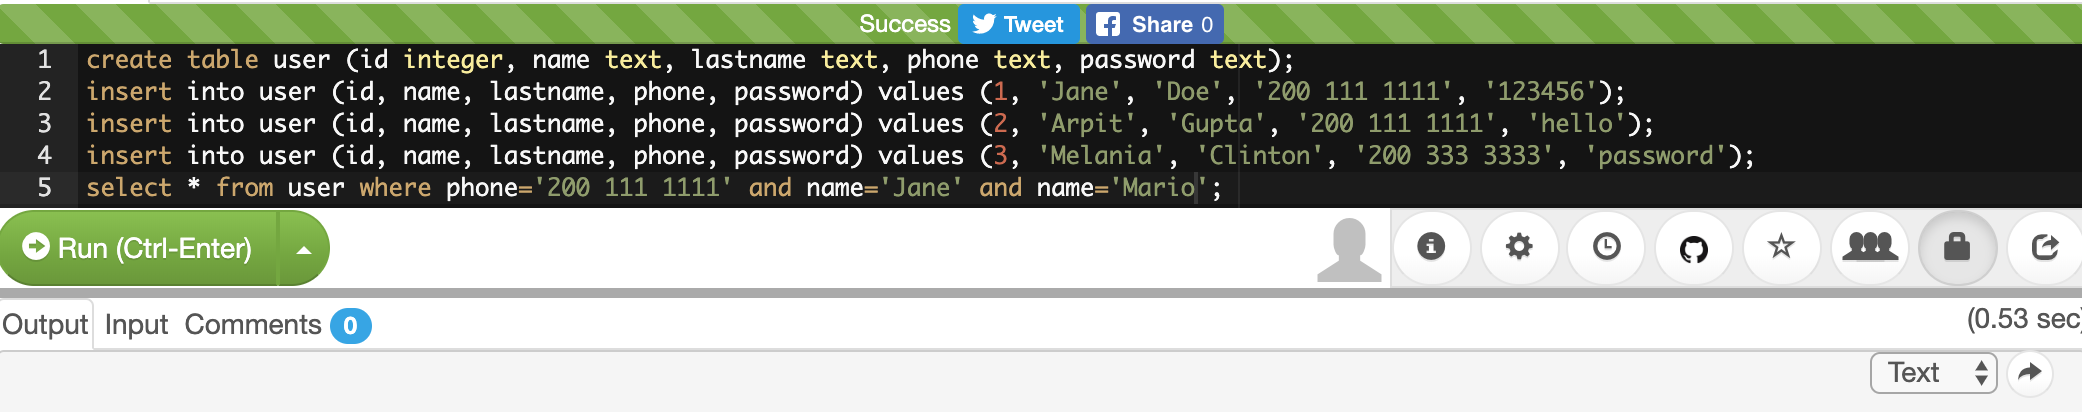 Success Tweet Share 0
1 create table user (id integer, name text, lastname text, phone text, password text);
2 insert into user (id, name, lastname, phone, password) values (1, 'Jane', 'Doe', '200 111 1111', '123456');
3 insert into user (id, name, lastname, phone, password) values (2, 'Arpit', 'Gupta', '200 111 1111', 'hello');
4 insert into user (id, name, lastname, phone, password) values (3, 'Melania', 'Clinton', '200 333 3333', 'password');
5 select * from user where phone='200 111 1111' and name='Jane' and name='Mario';
Run (Ctrl-Enter)
Output Input Comments 0 (0.53 sec)
Text